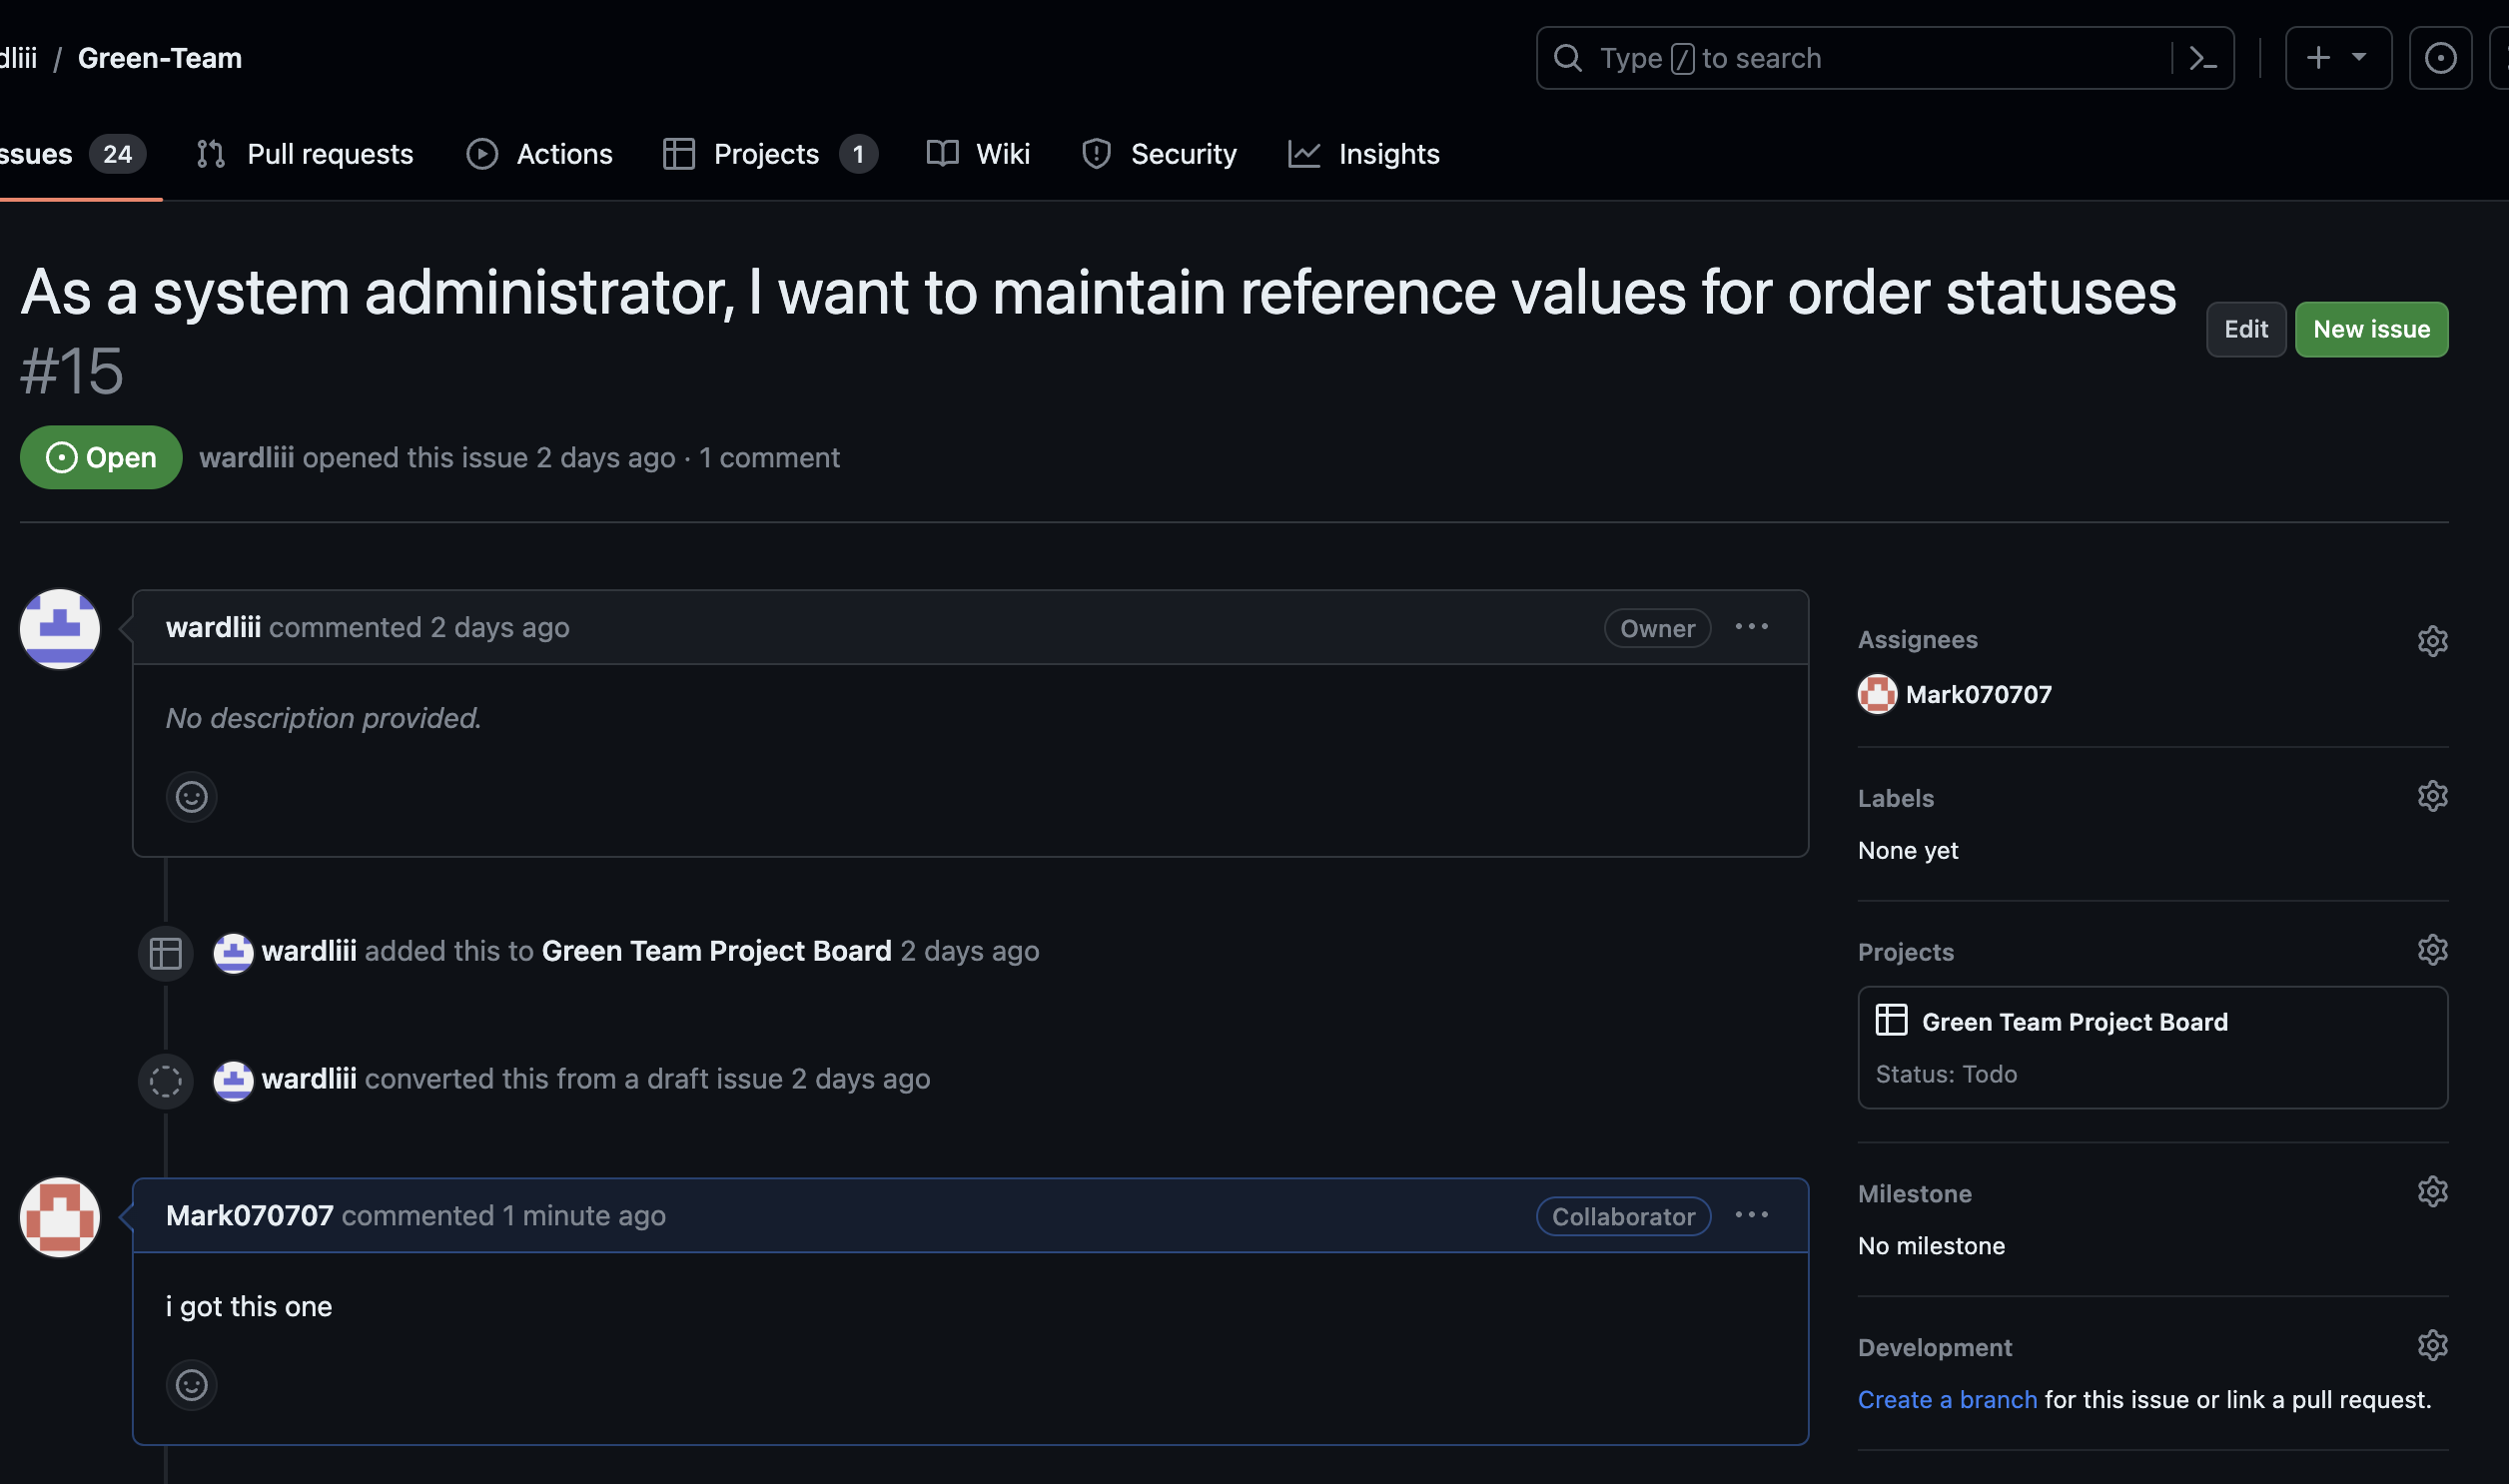 dliii / Green-Team
Type / to search
ssues 24 Pull requests Actions Projects 1 Wiki Security Insights
As a system administrator, I want to maintain reference values for order statuses
#15
Edit New issue
Open wardliii opened this issue 2 days ago · 1 comment
wardliii commented 2 days ago Owner
No description provided.
wardliii added this to Green Team Project Board 2 days ago
wardliii converted this from a draft issue 2 days ago
Mark070707 commented 1 minute ago Collaborator
i got this one
Assignees
Mark070707
Labels
None yet
Projects
Green Team Project Board
Status: Todo
Milestone
No milestone
Development
Create a branch for this issue or link a pull request.